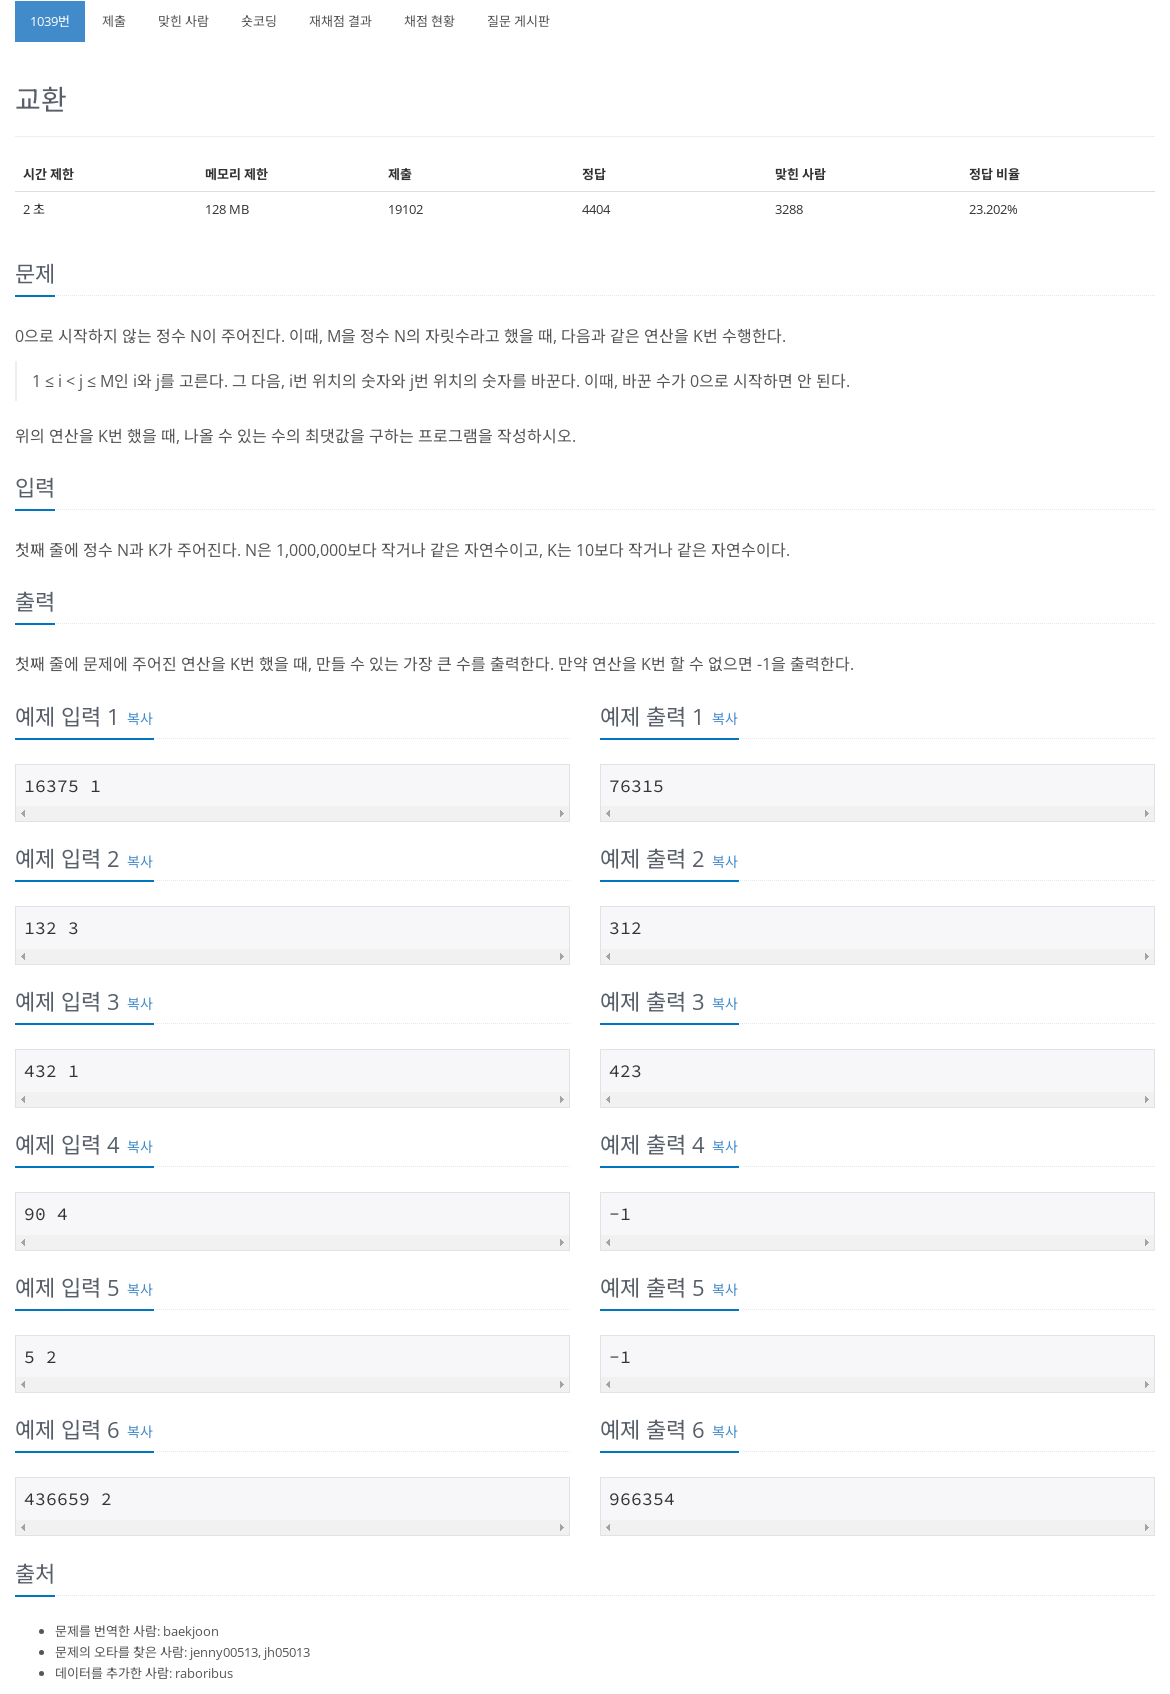 1039번 제출 맞힌 사람 숏코딩 재채점 결과 채점 현황 질문 게시판
교환
시간 제한 메모리 제한 제출 정답 맞힌 사람 정답 비율
2 초 128 MB 19102 4404 3288 23.202%
문제
0으로 시작하지 않는 정수 N이 주어진다. 이때, M을 정수 N의 자릿수라고 했을 때, 다음과 같은 연산을 K번 수행한다.
1 ≤ i < j ≤ M인 i와 j를 고른다. 그 다음, i번 위치의 숫자와 j번 위치의 숫자를 바꾼다. 이때, 바꾼 수가 0으로 시작하면 안 된다.
위의 연산을 K번 했을 때, 나올 수 있는 수의 최댓값을 구하는 프로그램을 작성하시오.
입력
첫째 줄에 정수 N과 K가 주어진다. N은 1,000,000보다 작거나 같은 자연수이고, K는 10보다 작거나 같은 자연수이다.
출력
첫째 줄에 문제에 주어진 연산을 K번 했을 때, 만들 수 있는 가장 큰 수를 출력한다. 만약 연산을 K번 할 수 없으면 -1을 출력한다.
예제 입력 1 복사 예제 출력 1 복사
16375 1 76315
예제 입력 2 복사 예제 출력 2 복사
132 3 312
예제 입력 3 복사 예제 출력 3 복사
432 1 423
예제 입력 4 복사 예제 출력 4 복사
90 4 -1
예제 입력 5 복사 예제 출력 5 복사
5 2 -1
예제 입력 6 복사 예제 출력 6 복사
436659 2 966354
출처
• 문제를 번역한 사람: baekjoon
• 문제의 오타를 찾은 사람: jenny00513, jh05013
• 데이터를 추가한 사람: raboribus